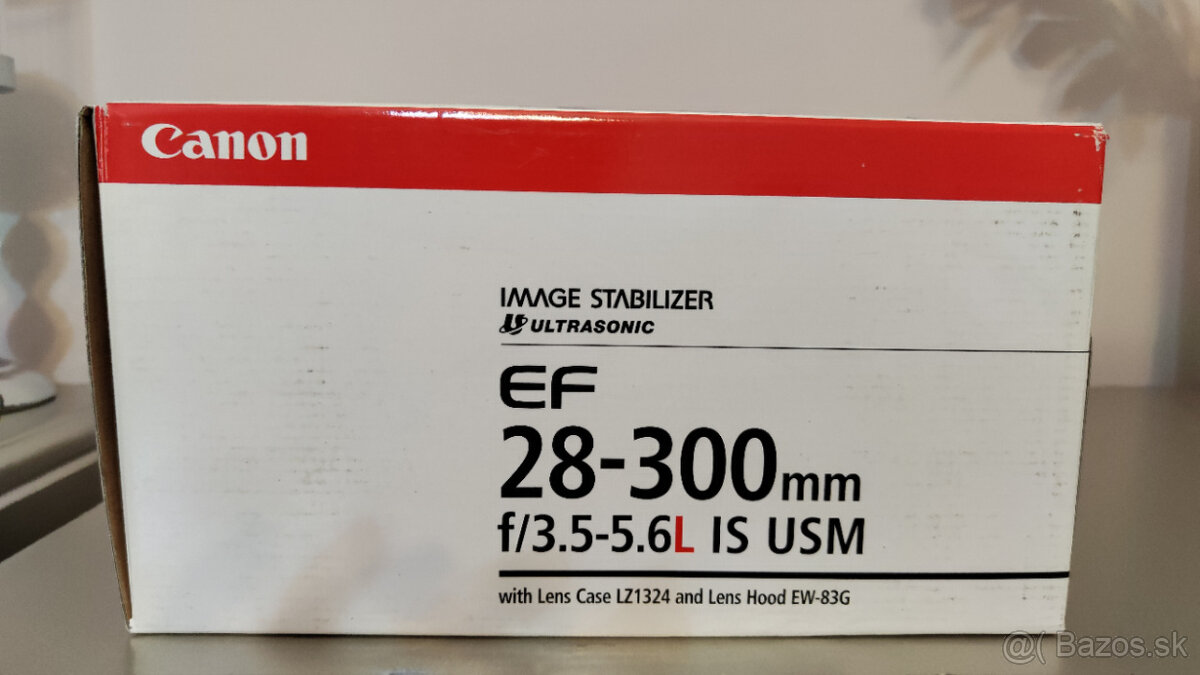 Canon
IMAGE STABILIZER
ULTRASONIC
EF
28-300mm
f/3.5-5.6L IS USM
with Lens Case LZ1324 and Lens Hood EW-83G
@( Bazos.sk